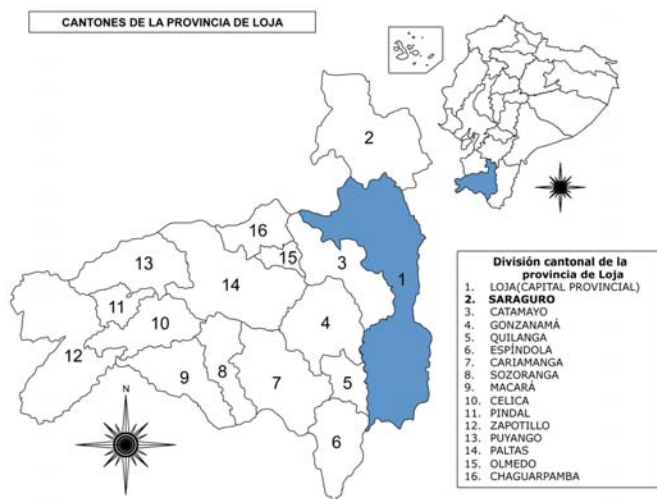 CANTONES DE LA PROVINCIA DE LOJA
2
16
15
13
3
1
14
11
4
10
12
9
8
7
5
6
N
División cantonal de la
provincia de Loja
1. LOJA(CAPITAL PROVINCIAL)
2. SARAGURO
3. CATAMAYO
4. GONZANAMÁ
5. QUILANGA
6. ESPÍNDOLA
7. CARIAMANGA
8. SOZORANGA
9. MACARÁ
10. CELICA
11. PINDAL
12. ZAPOTILLO
13. PUYANGO
14. PALTAS
15. OLMEDO
16. CHAGUARPAMBA